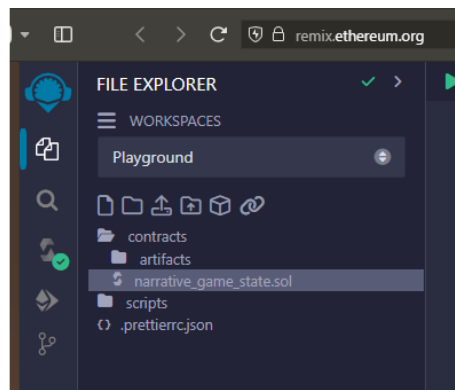 remix.ethereum.org
FILE EXPLORER
WORKSPACES
Playground
contracts
artifacts
narrative_game_state.sol
scripts
.prettierrc.json